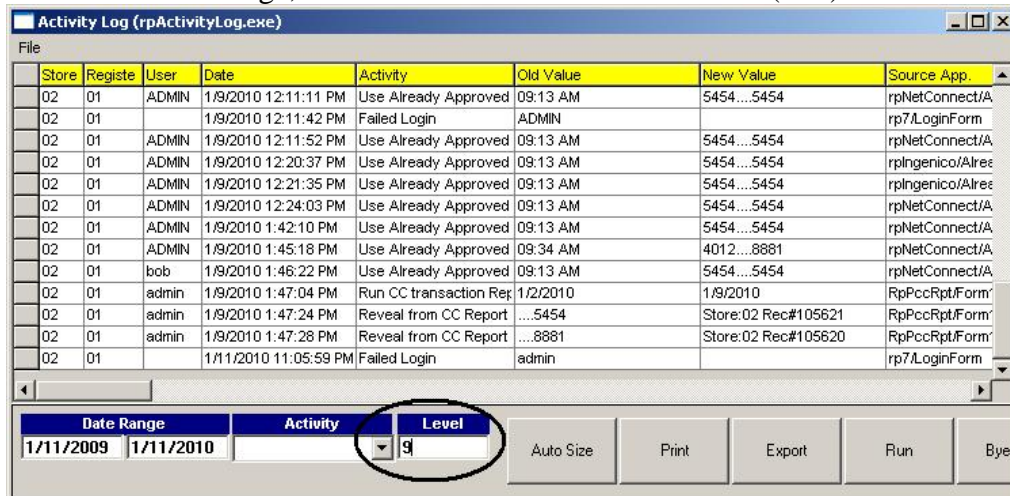 Activity Log (rpActivityLog.exe)
File
Store Registe User Date Activity Old Value New Value Source App.
02 01 ADMIN 1/9/2010 12:11:11 PM Use Already Approved 09:13 AM 5454....5454 rpNetConnect/A
02 01 1/9/2010 12:11:42 PM Failed Login ADMIN rp7/LoginForm
02 01 ADMIN 1/9/2010 12:11:52 PM Use Already Approved 09:13 AM 5454....5454 rpNetConnect/A
02 01 ADMIN 1/9/2010 12:20:37 PM Use Already Approved 09:13 AM 5454....5454 rpIngenico/Alrea
02 01 ADMIN 1/9/2010 12:21:35 PM Use Already Approved 09:13 AM 5454....5454 rpIngenico/Alrea
02 01 ADMIN 1/9/2010 12:24:03 PM Use Already Approved 09:13 AM 5454....5454 rpNetConnect/A
02 01 ADMIN 1/9/2010 1:42:10 PM Use Already Approved 09:13 AM 5454....5454 rpNetConnect/A
02 01 ADMIN 1/9/2010 1:45:18 PM Use Already Approved 09:34 AM 4012....8881 rpNetConnect/A
02 01 bob 1/9/2010 1:46:22 PM Use Already Approved 09:13 AM 5454....5454 rpNetConnect/A
02 01 admin 1/9/2010 1:47:04 PM Run CC transaction Rep 1/2/2010 1/9/2010 RpPccRpt/Form1
02 01 admin 1/9/2010 1:47:24 PM Reveal from CC Report ....5454 Store:02 Rec#105621 RpPccRpt/Form1
02 01 admin 1/9/2010 1:47:28 PM Reveal from CC Report ....8881 Store:02 Rec#105620 RpPccRpt/Form1
02 01 1/11/2010 11:05:59 PM Failed Login admin rp7/LoginForm
Date Range Activity Level
1/11/2009 1/11/2010 9 Auto Size Print Export Run Bye